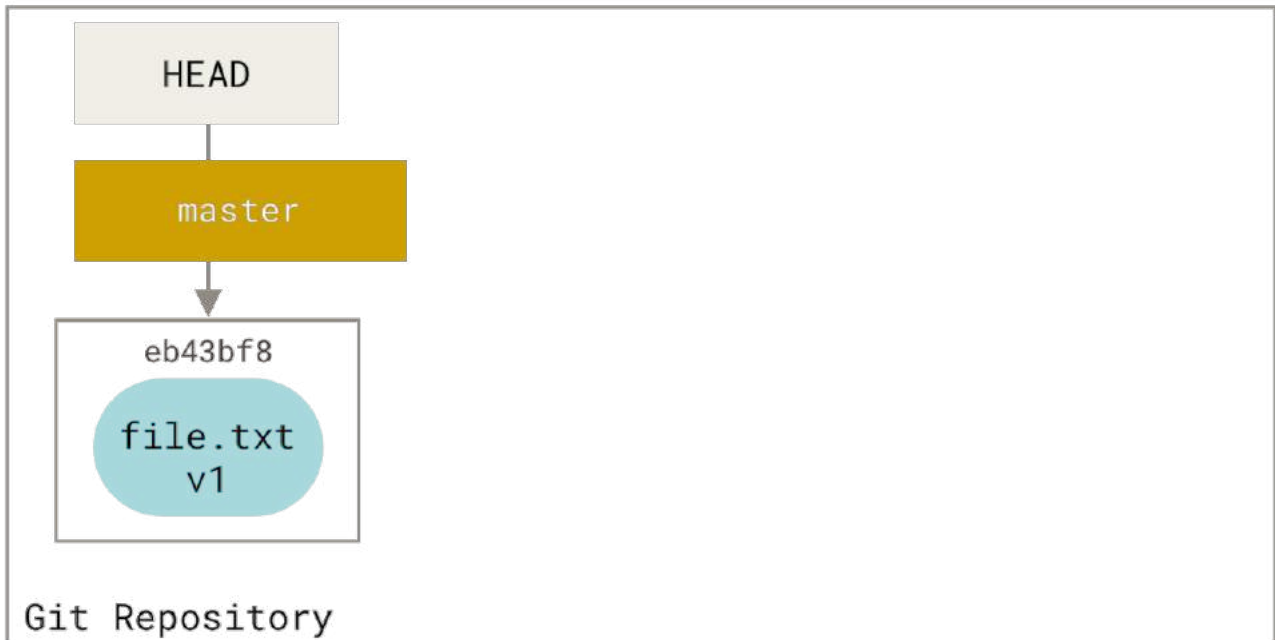 HEAD
master
eb43bf8
file.txt
v1
Git Repository